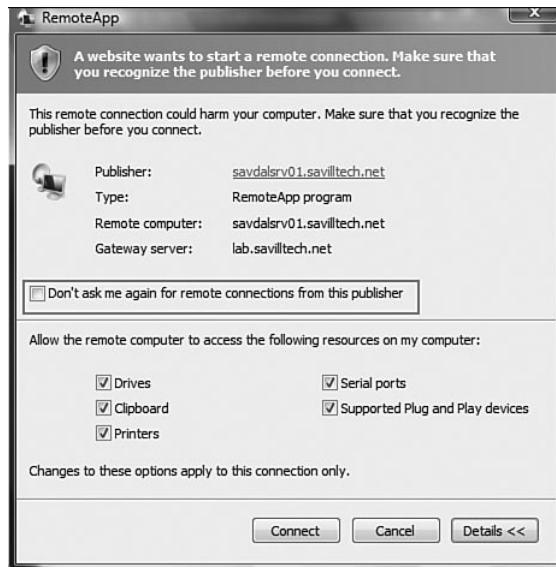 RemoteApp
A website wants to start a remote connection. Make sure that
you recognize the publisher before you connect.
This remote connection could harm your computer. Make sure that you recognize the
publisher before you connect.
Publisher: savdalsrv01.savilltech.net
Type: RemoteApp program
Remote computer: savdalsrv01.savilltech.net
Gateway server: lab.savilltech.net
Don't ask me again for remote connections from this publisher
Allow the remote computer to access the following resources on my computer:
Drives Serial ports
Clipboard Supported Plug and Play devices
Printers
Changes to these options apply to this connection only.
Connect Cancel Details <<